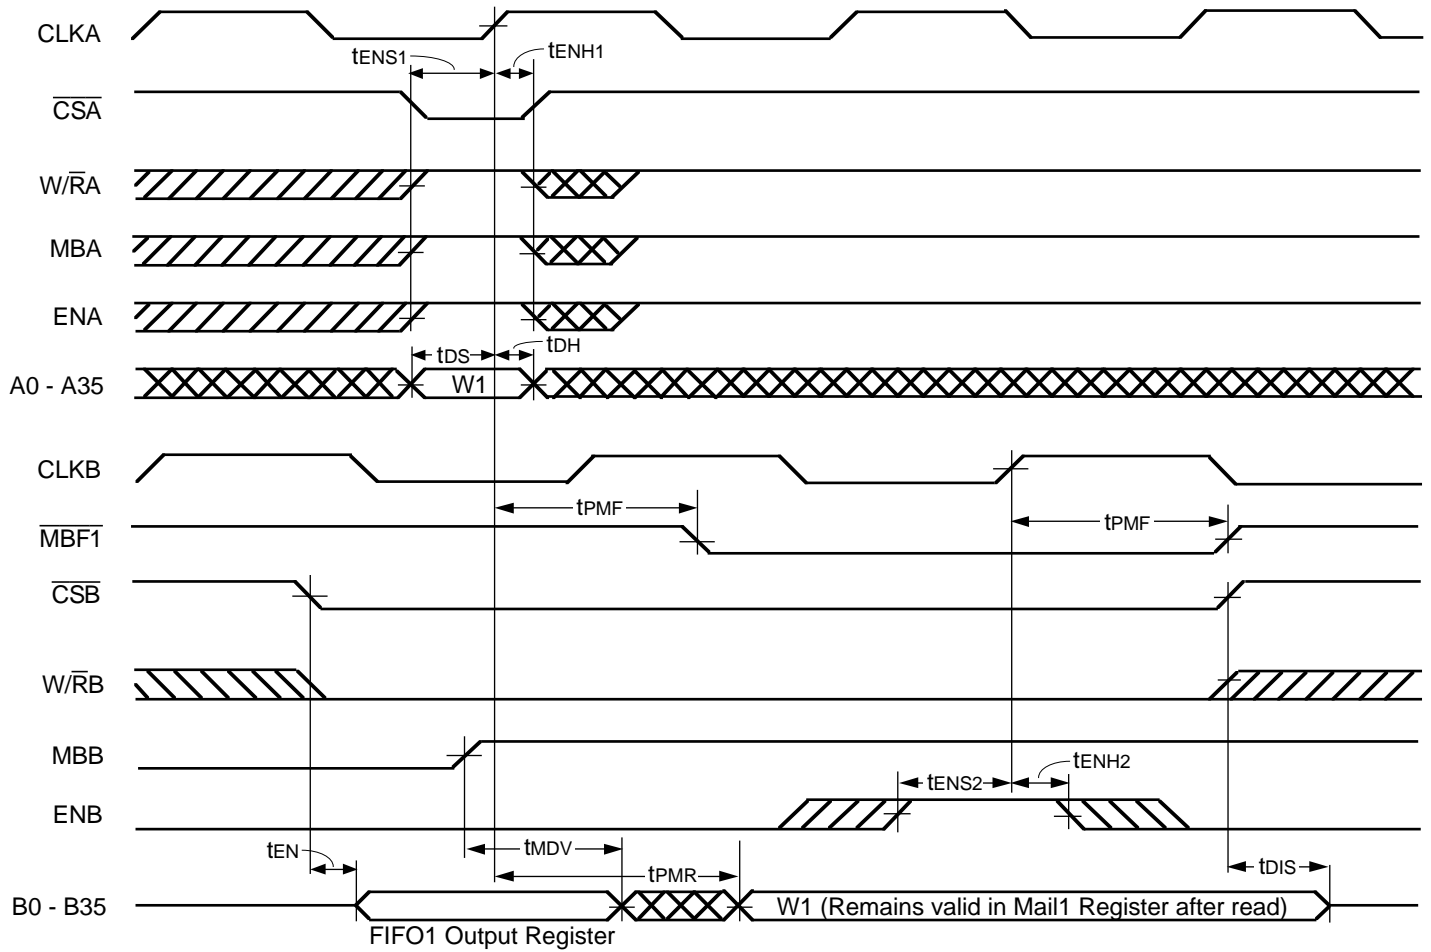 CLKA
tENS1
tENH1
CSA
W/RA
MBA
ENA
tDS
tDH
A0 - A35
W1
CLKB
tPMF
tPMF
MBF1
CSB
W/RB
MBB
tENS2
tENH2
ENB
tEN
tMDV
tPMR
tDIS
B0 - B35
W1 (Remains valid in Mail1 Register after read)
FIFO1 Output Register